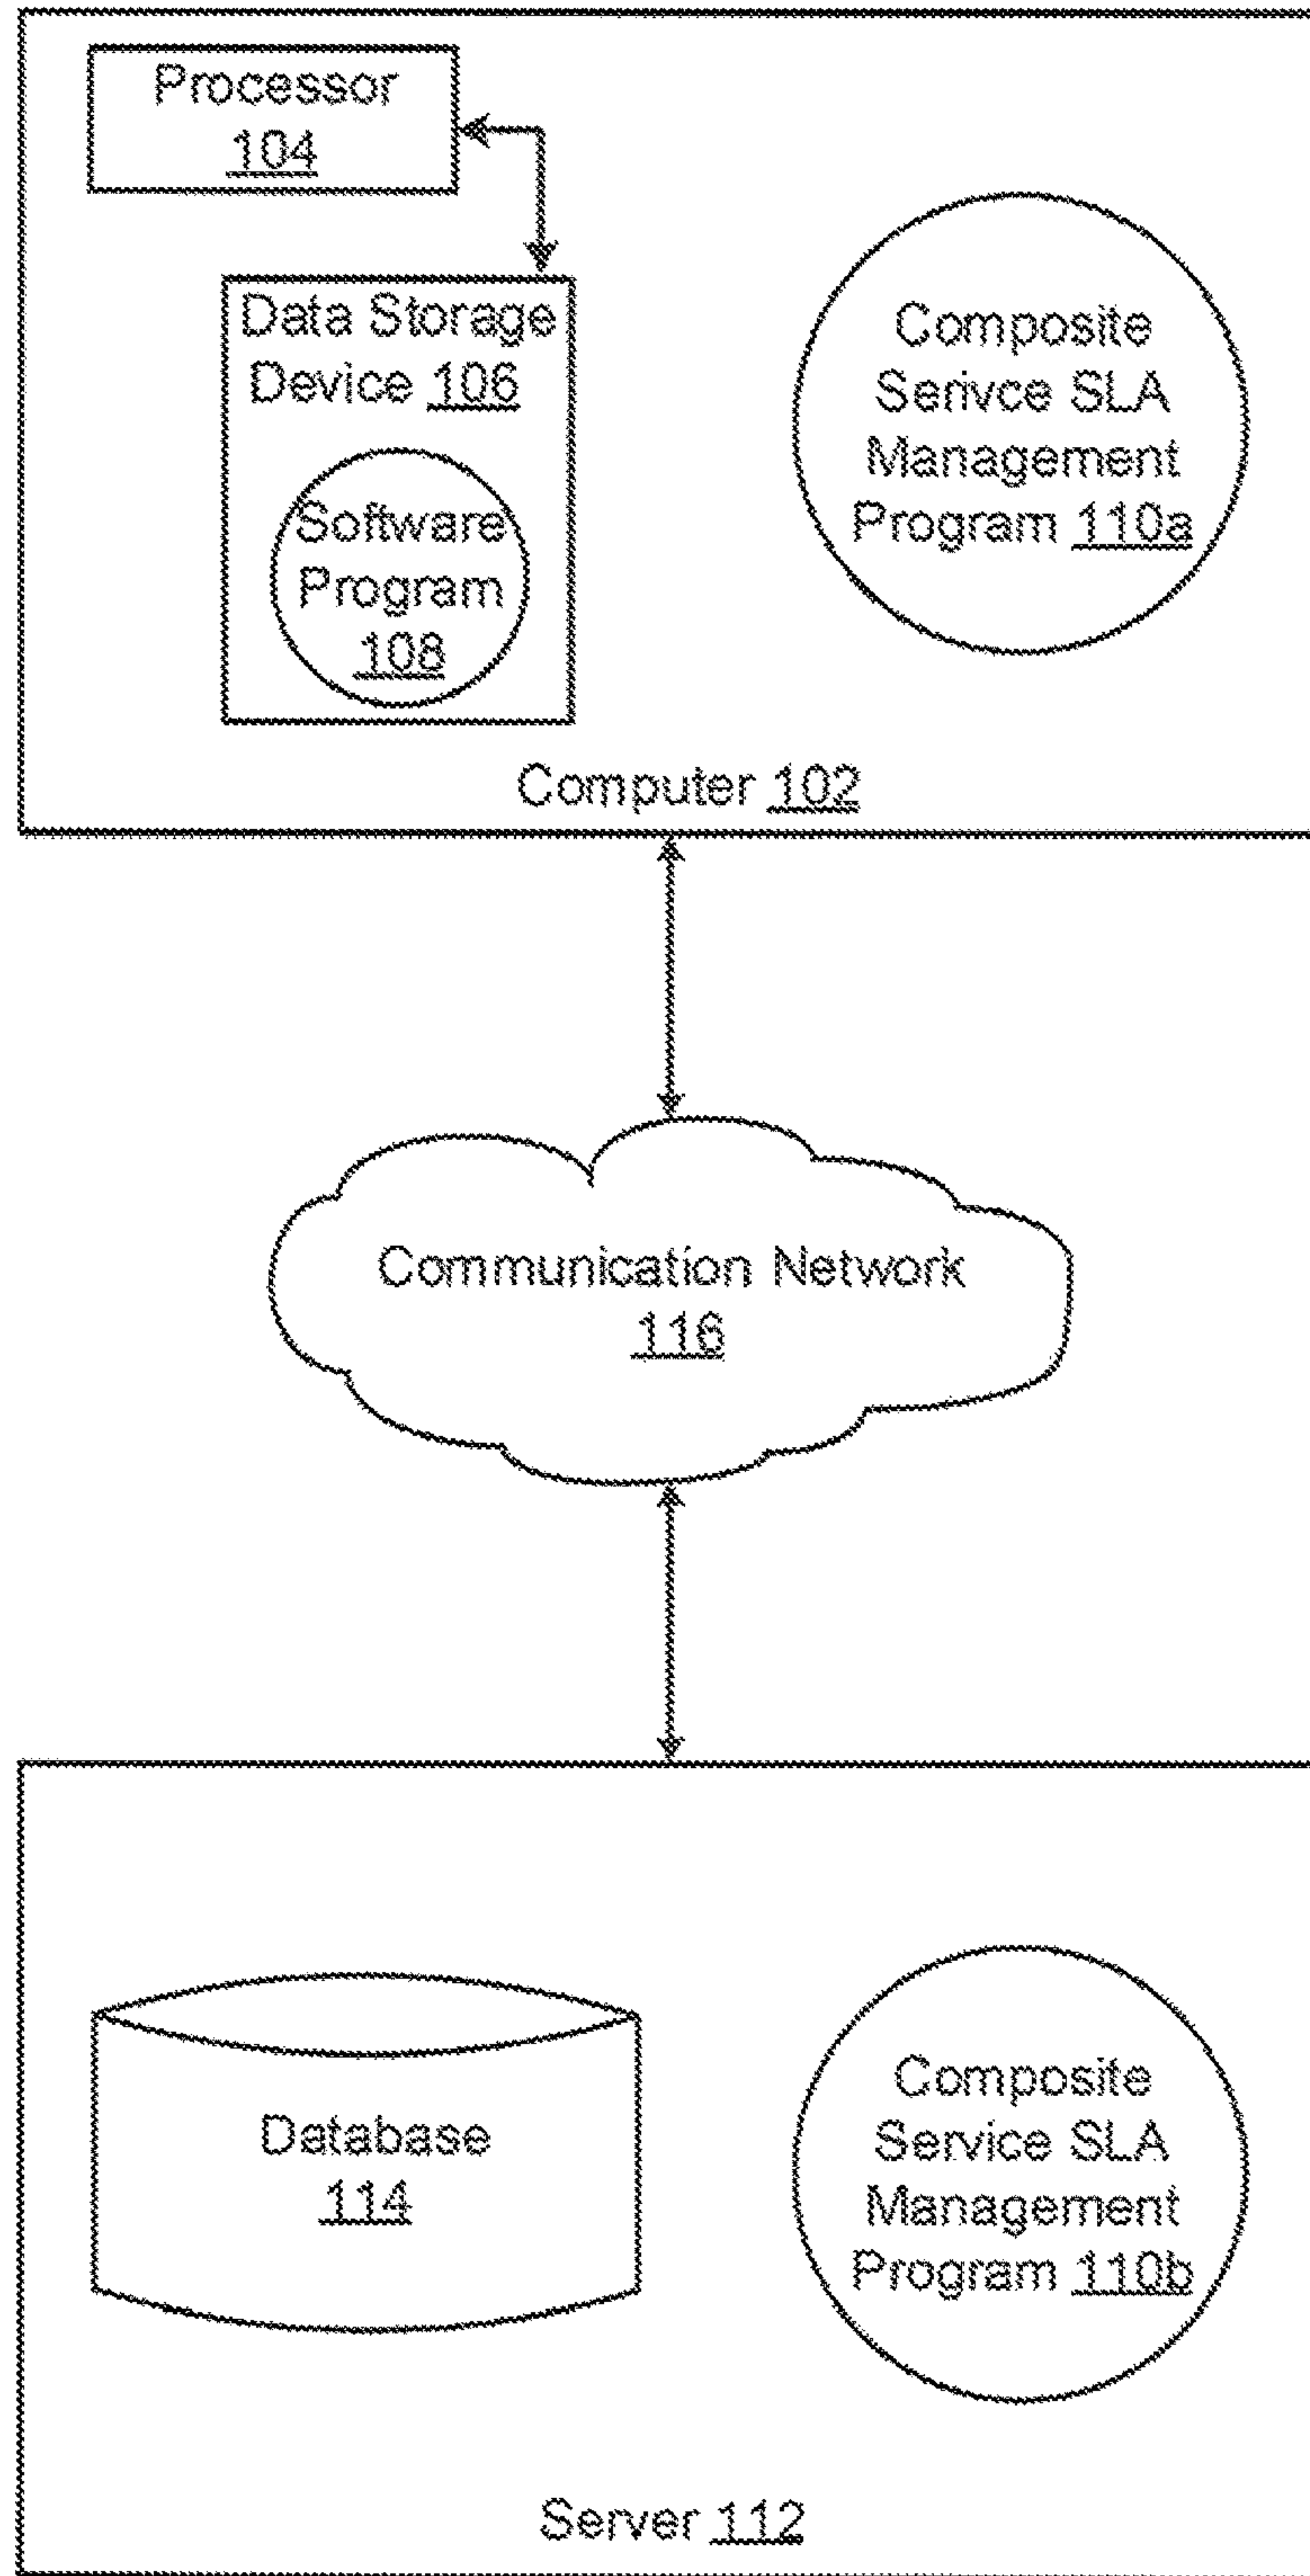 Processor
104
Data Storage
Device 106
Software
Program
108
Composite
Serivce SLA
Management
Program 110a
Computer 102
Communication Network
116
Database
114
Composite
Service SLA
Management
Program 110b
Server 112